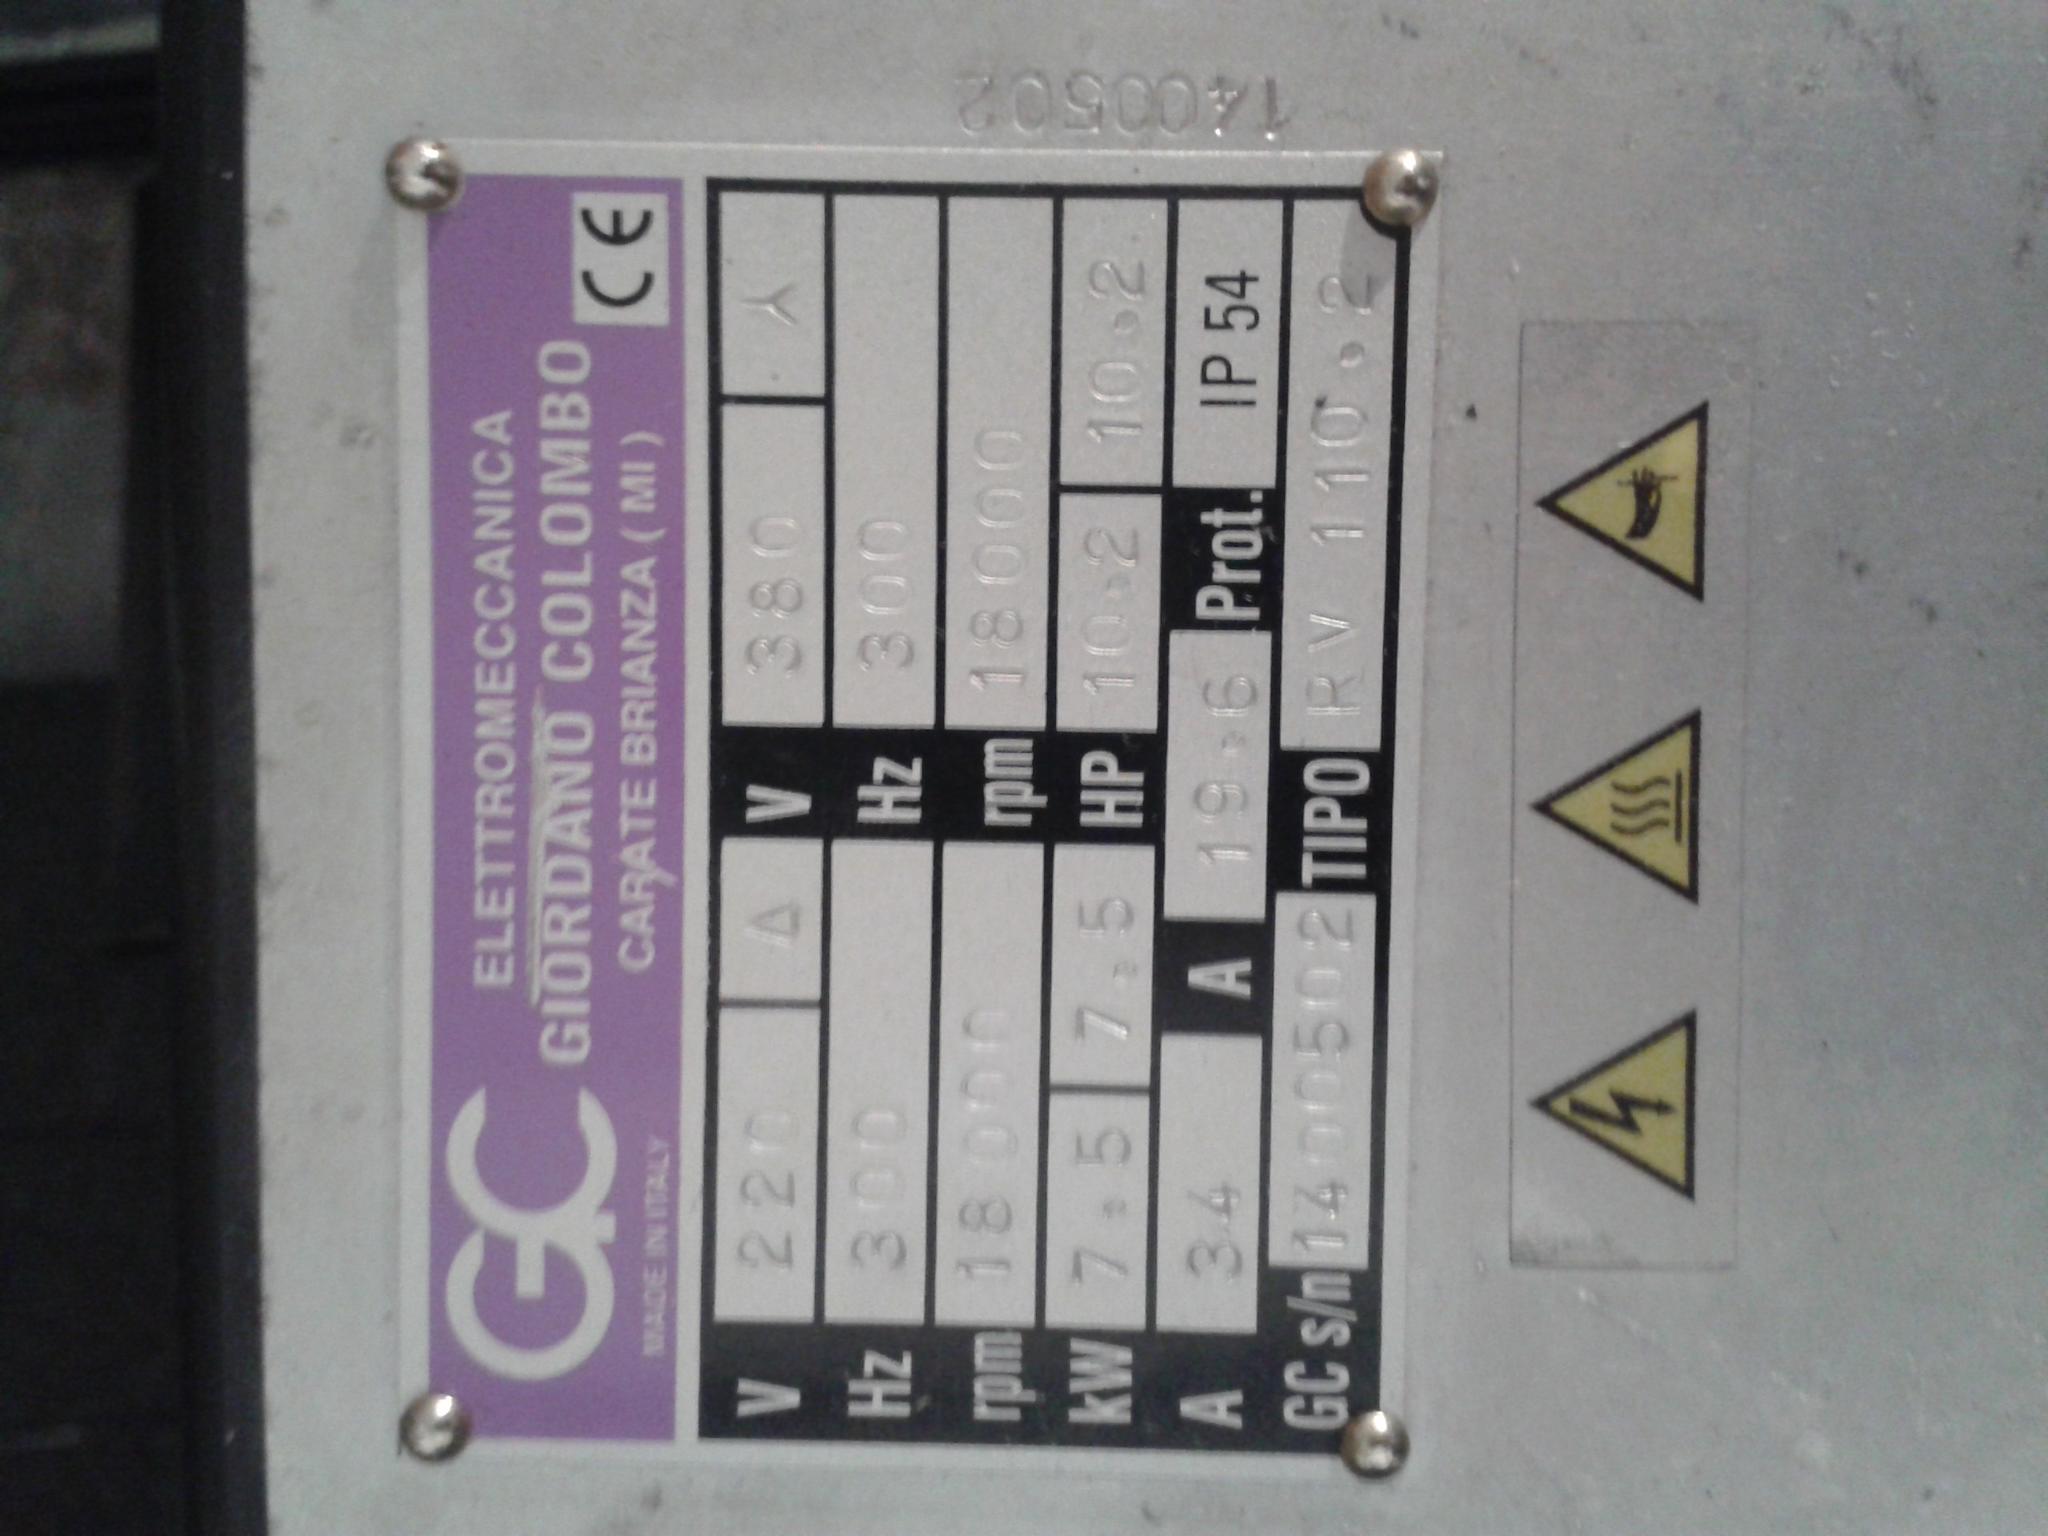 ELETTROMECCANICA
GC GIORDANO COLOMBO
CARATE BRIANZA ( MI )
MADE IN ITALY CE
V 220 Δ V 380 Y
Hz 300 Hz 300
rpm 18000 rpm 18000
kW 7.5 7.5 HP 10.2 10.2
A 34 A 19.6 Prot. IP 54
GC s/n 1400502 TIPO RV 110.2
1400502